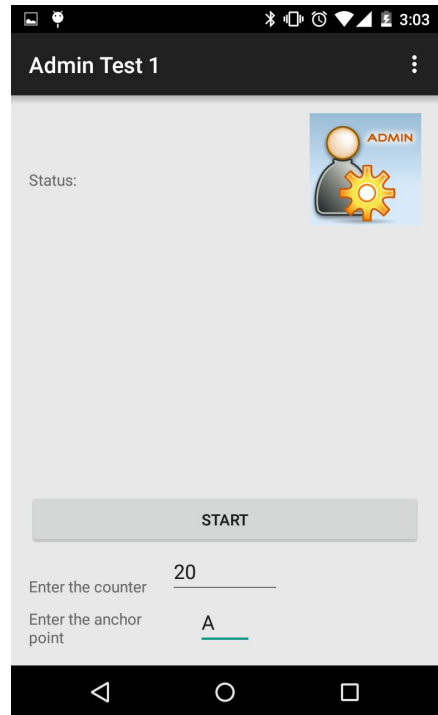 3:03
Admin Test 1
ADMIN
Status:
START
Enter the counter 20
Enter the anchor
point A